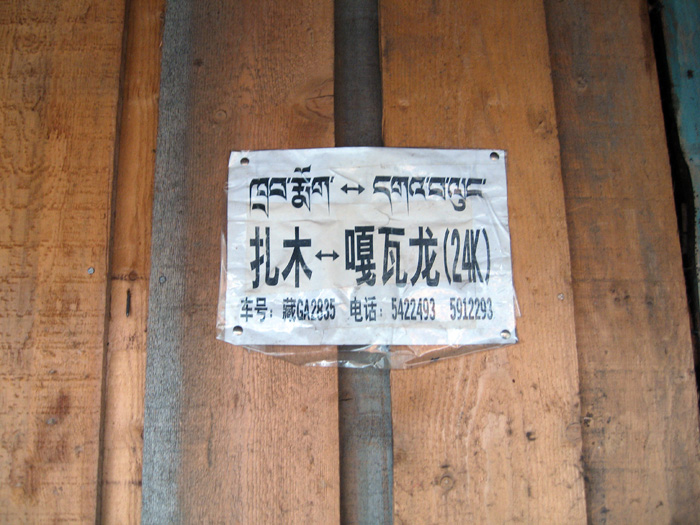 ཁྲབ་རྨོག་ ↔ དགའ་བ་ལུང་
扎木↔嘎瓦龙(24K)
车号：藏GA2835 电话：5422493 5912293